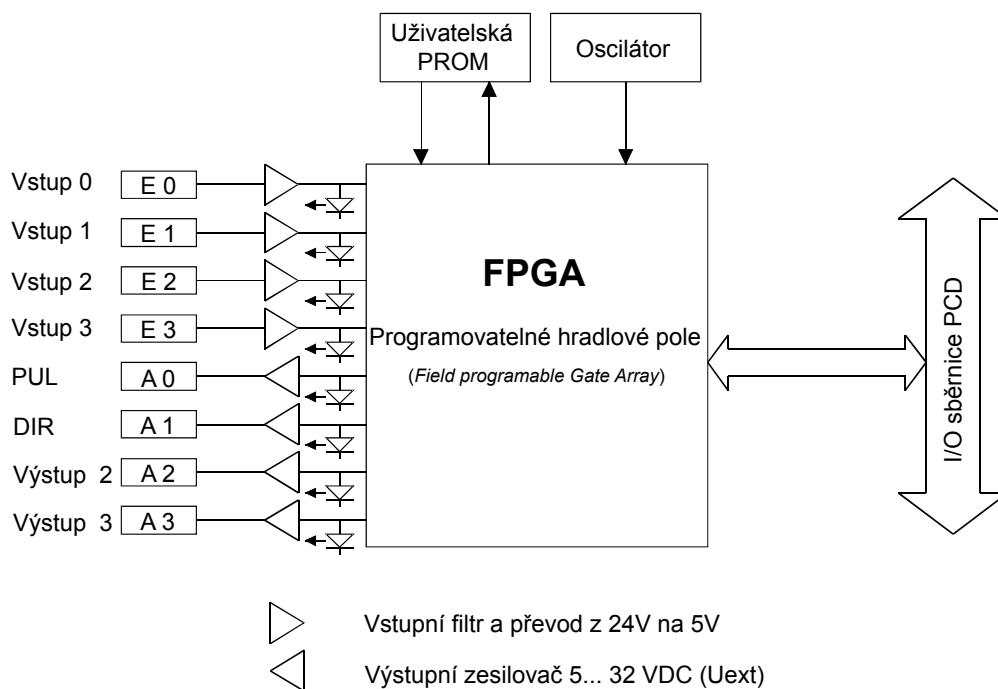 Uživatelská
PROM
Oscilátor
Vstup 0 E 0
Vstup 1 E 1
Vstup 2 E 2
Vstup 3 E 3
PUL A 0
DIR A 1
Výstup 2 A 2
Výstup 3 A 3
FPGA
Programovatelné hradlové pole
(Field programable Gate Array)
I/O sběrnice PCD
Vstupní filtr a převod z 24V na 5V
Výstupní zesilovač 5... 32 VDC (Uext)